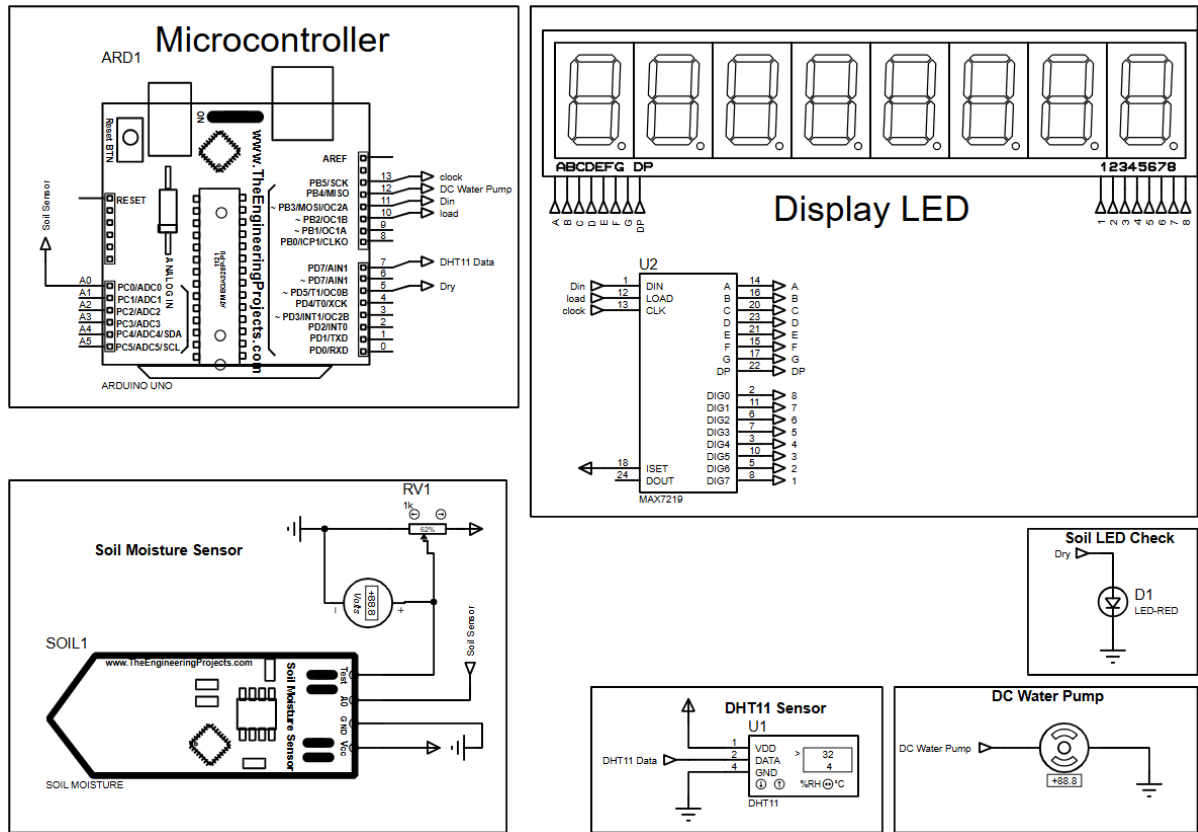 Microcontroller
ARD1
Reset BTN
ON
www.TheEngineeringProjects.com
ANALOG IN
ATMEGA328P-PU
1121
AREF
RESET
13 PB5/SCK clock
12 PB4/MISO DC Water Pump
11 ~ PB3/MOSI/OC2A Din
10 ~ PB2/OC1B load
9 ~ PB1/OC1A
8 PB0/ICP1/CLKO
7 PD7/AIN1 DHT11 Data
6 ~ PD7/AIN1
5 ~ PD5/T1/OC0B Dry
4 PD4/T0/XCK
3 ~ PD3/INT1/OC2B
2 PD2/INT0
1 PD1/TXD
0 PD0/RXD
Soil Sensor
A0 PC0/ADC0
A1 PC1/ADC1
A2 PC2/ADC2
A3 PC3/ADC3
A4 PC4/ADC4/SDA
A5 PC5/ADC5/SCL
ARDUINO UNO
ABCDEFG DP
12345678
A B C D E F G DP
1 2 3 4 5 6 7 8
Display LED
U2
Din 1 DIN A 14 A
load 12 LOAD B 16 B
clock 13 CLK C 20 C
D 23 D
E 21 E
F 15 F
G 17 G
DP 22 DP
DIG0 2 8
DIG1 11 7
DIG2 6 6
DIG3 7 5
DIG4 3 4
DIG5 10 3
18 ISET DIG6 5 2
24 DOUT DIG7 8 1
MAX7219
RV1
1k
62%
Soil Moisture Sensor
+88.8
Volts
Soil Sensor
SOIL1
www.TheEngineeringProjects.com
Soil Moisture Sensor
Test
A0
GND
Vcc
SOIL MOISTURE
Soil LED Check
Dry
D1
LED-RED
DHT11 Sensor
U1
1 VDD
DHT11 Data 2 DATA
4 GND
> 32
4
%RH °C
DHT11
DC Water Pump
DC Water Pump
+88.8